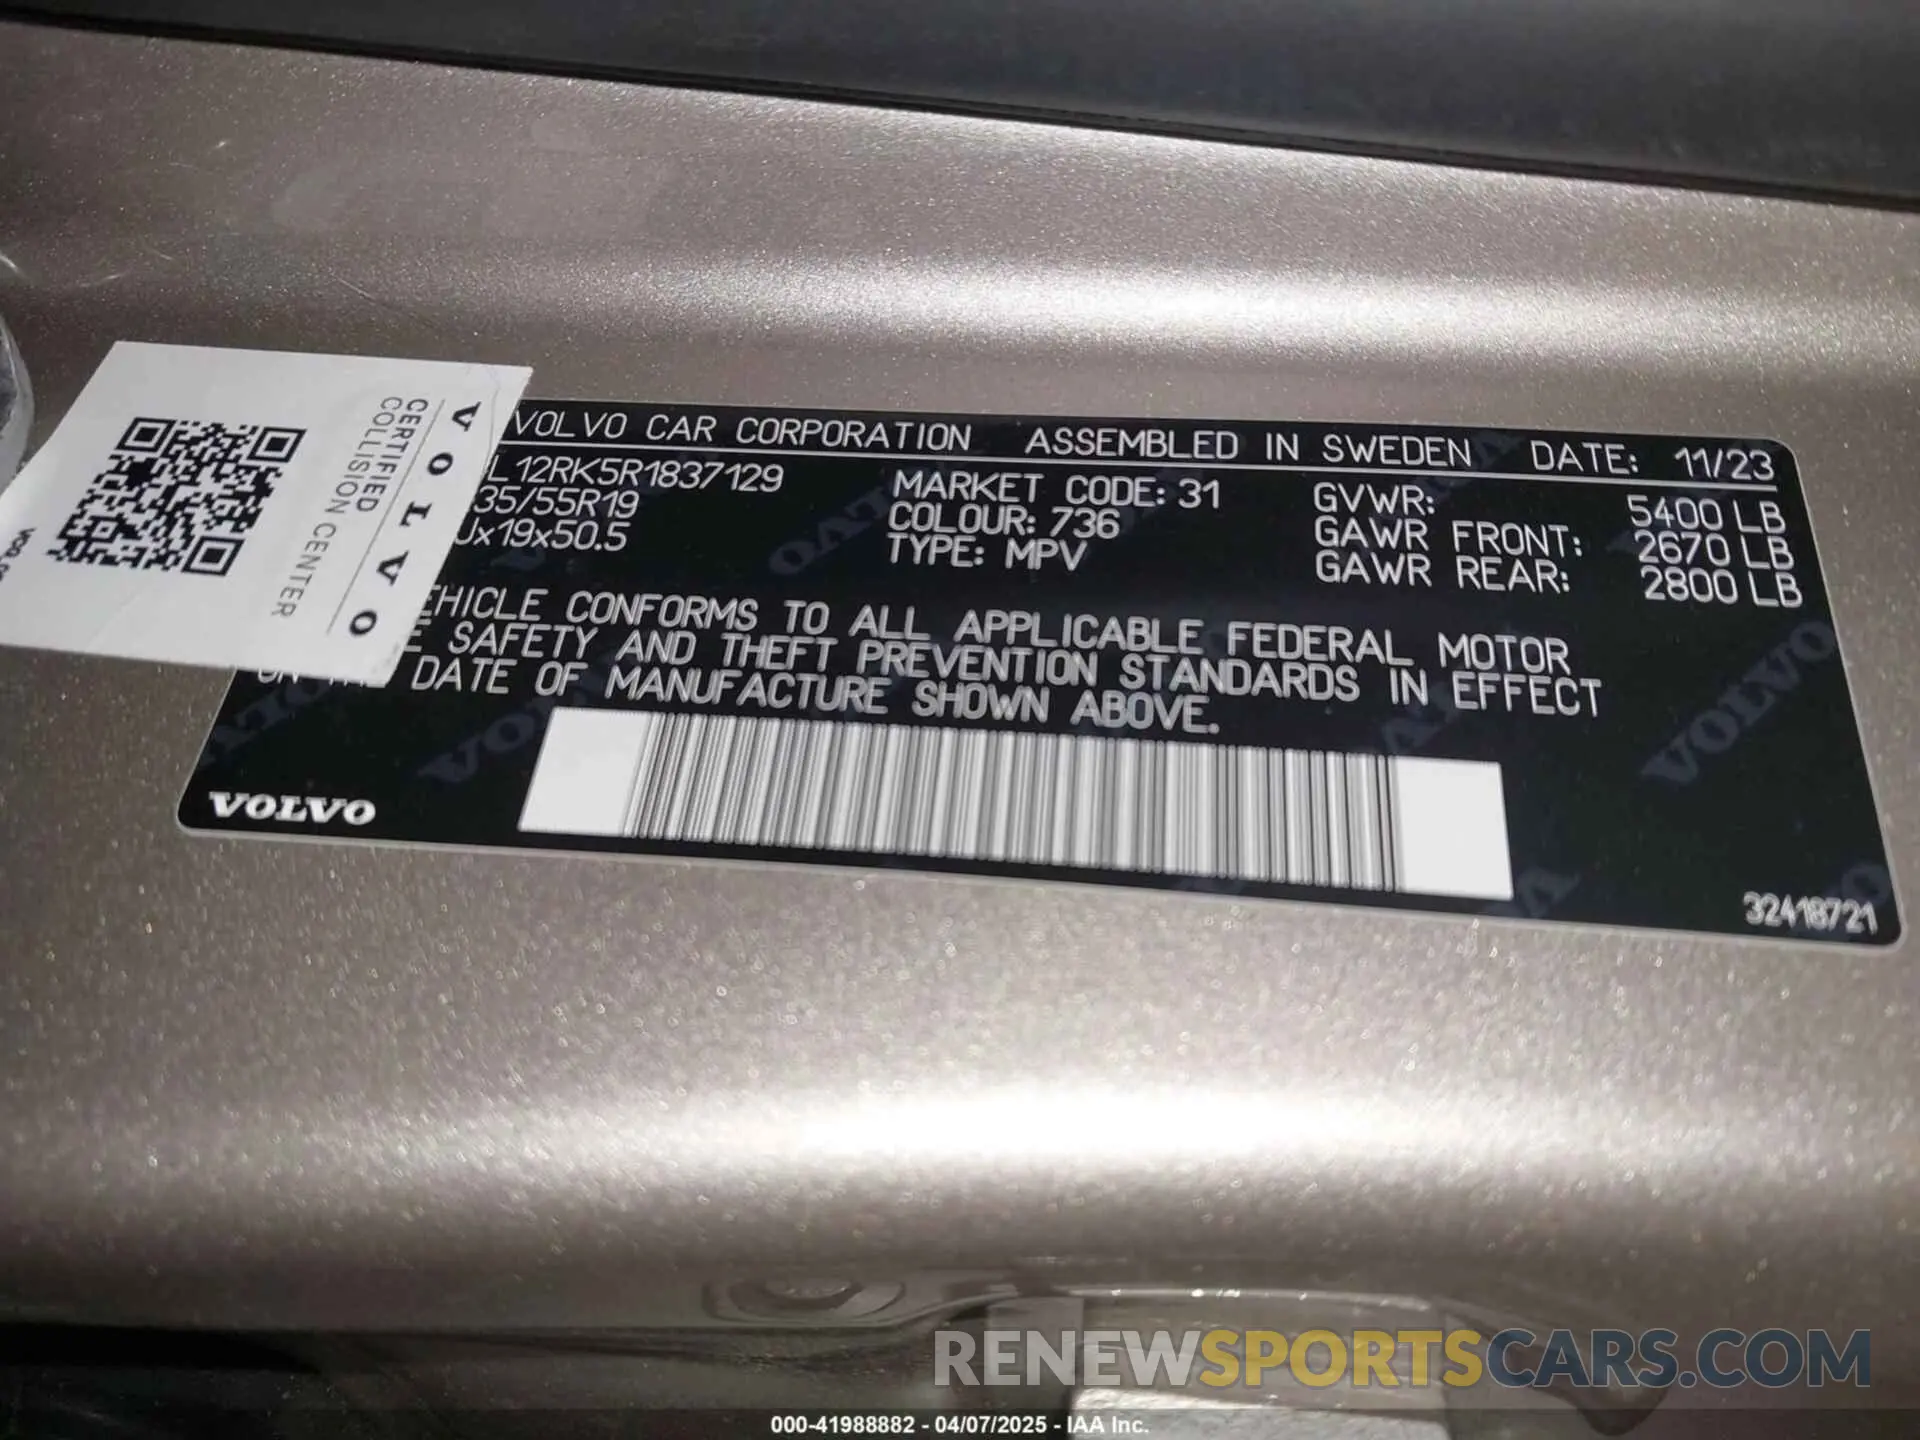 VOLVO CAR CORPORATION ASSEMBLED IN SWEDEN DATE: 11/23
L12RK5R1837129
35/55R19
Jx19x50.5
MARKET CODE: 31
COLOUR: 736
TYPE: MPV
GVWR: 5400 LB
GAWR FRONT: 2670 LB
GAWR REAR: 2800 LB
EHICLE CONFORMS TO ALL APPLICABLE FEDERAL MOTOR
E SAFETY AND THEFT PREVENTION STANDARDS IN EFFECT
ON DATE OF MANUFACTURE SHOWN ABOVE.
VOLVO
32418721
VOLVO
CERTIFIED
COLLISION CENTER
RENEWSPORTSCARS.COM
000-41988882 - 04/07/2025 - IAA Inc.